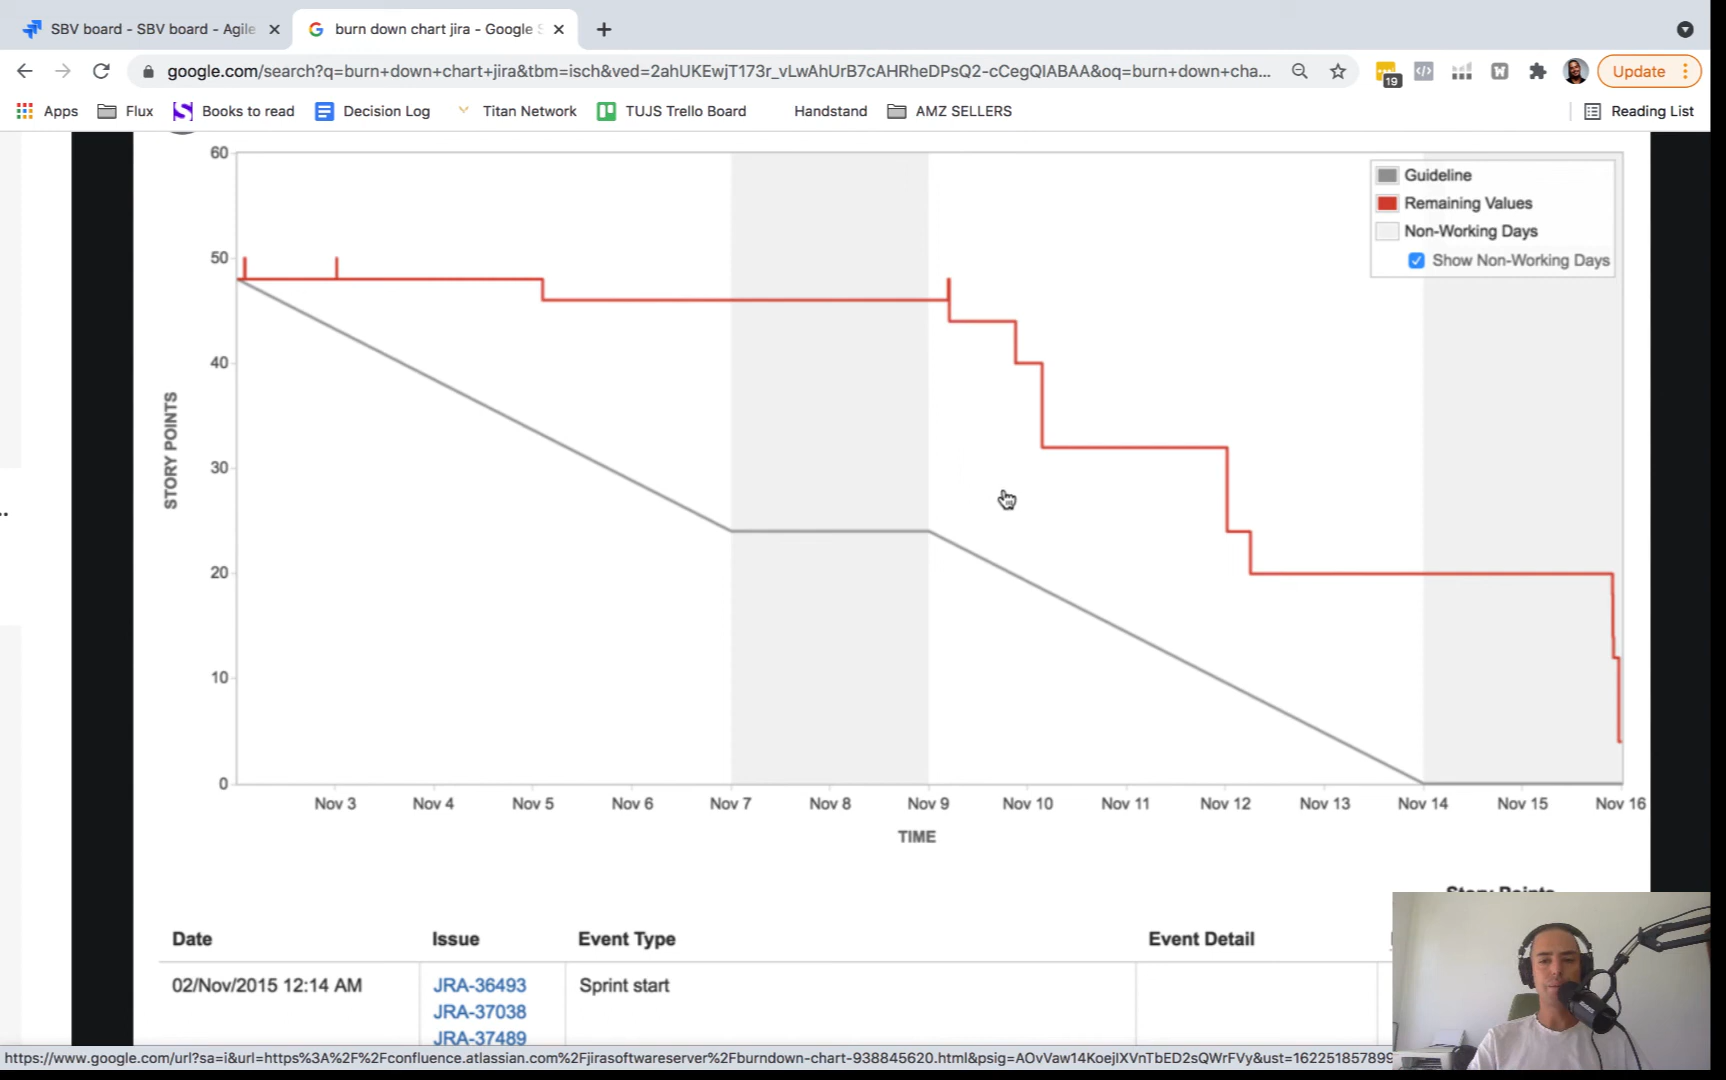 SBV board - SBV board - Agile
burn down chart jira - Google S
google.com/search?q=burn+down+chart+jira&tbm=isch&ved=2ahUKEwjT173r_vLwAhUrB7cAHRheDPsQ2-cCegQIABAA&oq=burn+down+cha...
19
Update
Apps
Flux
Books to read
Decision Log
Titan Network
TUJS Trello Board
Handstand
AMZ SELLERS
Reading List
60
50
40
30
20
10
0
STORY POINTS
Guideline
Remaining Values
Non-Working Days
Show Non-Working Days
Nov 3 Nov 4 Nov 5 Nov 6 Nov 7 Nov 8 Nov 9 Nov 10 Nov 11 Nov 12 Nov 13 Nov 14 Nov 15 Nov 16
TIME
Story Points
Date Issue Event Type Event Detail
02/Nov/2015 12:14 AM JRA-36493 Sprint start
JRA-37038
JRA-37489
https://www.google.com/url?sa=i&url=https%3A%2F%2Fconfluence.atlassian.com%2Fjirasoftwareserver%2Fburndown-chart-938845620.html&psig=AOvVaw14KoejIXVnTbED2sQWrFVy&ust=162251857899